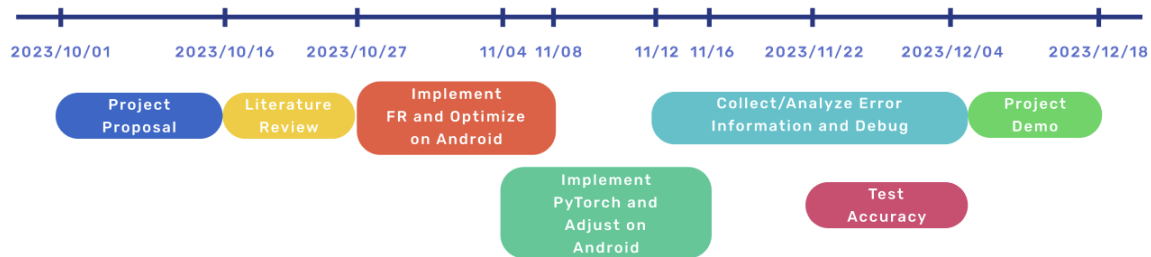 2023/10/01 2023/10/16 2023/10/27 11/04 11/08 11/12 11/16 2023/11/22 2023/12/04 2023/12/18
Project
Proposal
Literature
Review
Implement
FR and Optimize
on Android
Collect/Analyze Error
Information and Debug
Project
Demo
Implement
PyTorch and
Adjust on
Android
Test
Accuracy